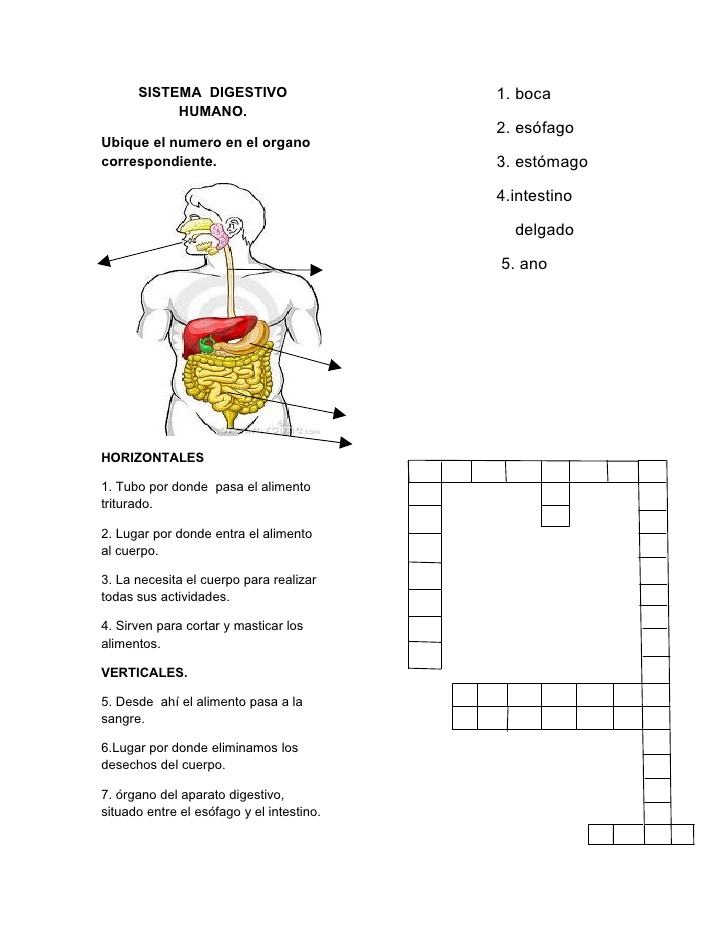 SISTEMA DIGESTIVO
HUMANO.
Ubique el numero en el organo
correspondiente.
HORIZONTALES
1. Tubo por donde pasa el alimento
triturado.
2. Lugar por donde entra el alimento
al cuerpo.
3. La necesita el cuerpo para realizar
todas sus actividades.
4. Sirven para cortar y masticar los
alimentos.
VERTICALES.
5. Desde ahí el alimento pasa a la
sangre.
6.Lugar por donde eliminamos los
desechos del cuerpo.
7. órgano del aparato digestivo,
situado entre el esófago y el intestino.
1. boca
2. esófago
3. estómago
4.intestino
delgado
5. ano